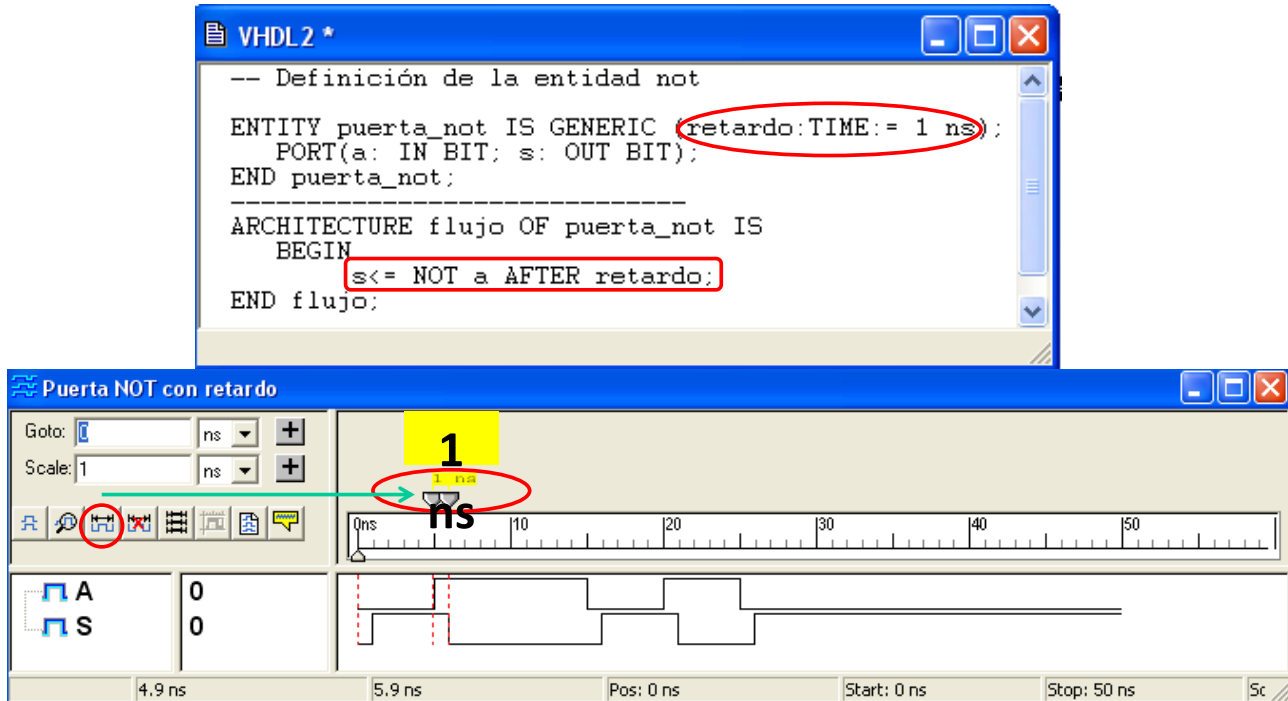 VHDL2 *
-- Definición de la entidad not
ENTITY puerta_not IS GENERIC (retardo:TIME:= 1 ns);
PORT(a: IN BIT; s: OUT BIT);
END puerta_not;
------------------------------
ARCHITECTURE flujo OF puerta_not IS
BEGIN
s<= NOT a AFTER retardo;
END flujo;
Puerta NOT con retardo
Goto: 0 ns +
Scale: 1 ns +
1
1 ns
ns
0ns 10 20 30 40 50
A 0
S 0
4.9 ns 5.9 ns Pos: 0 ns Start: 0 ns Stop: 50 ns Sc